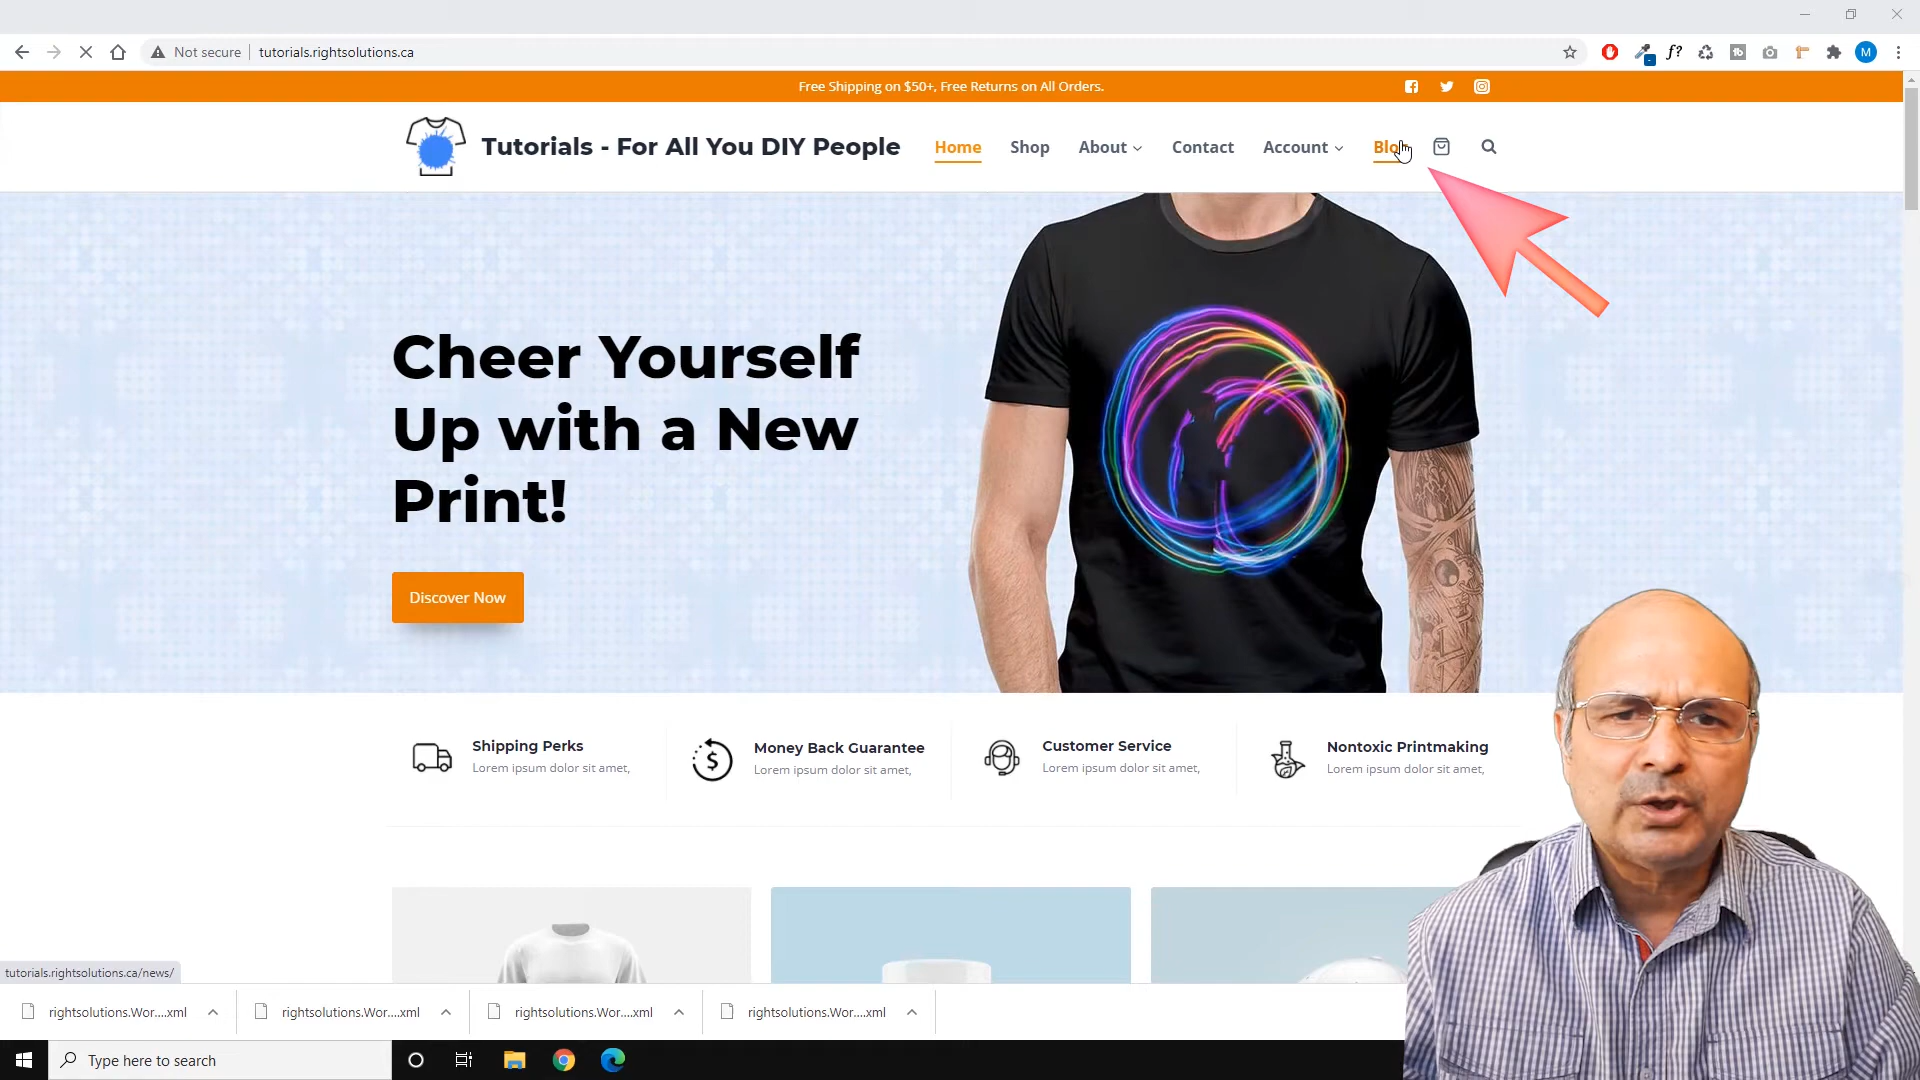 Not secure
tutorials.rightsolutions.ca
f?
M
Free Shipping on $50+, Free Returns on All Orders.
Tutorials - For All You DIY People
Home
Shop
About
Contact
Account
Cheer Yourself
Up with a New
Print!
Discover Now
Shipping Perks
Lorem ipsum dolor sit amet,
Money Back Guarantee
Lorem ipsum dolor sit amet,
Customer Service
Lorem ipsum dolor sit amet,
Nontoxic Printmaking
Lorem ipsum dolor sit amet,
tutorials.rightsolutions.ca/news/
rightsolutions.Wor....xml
rightsolutions.Wor....xml
rightsolutions.Wor....xml
rightsolutions.Wor....xml
Type here to search